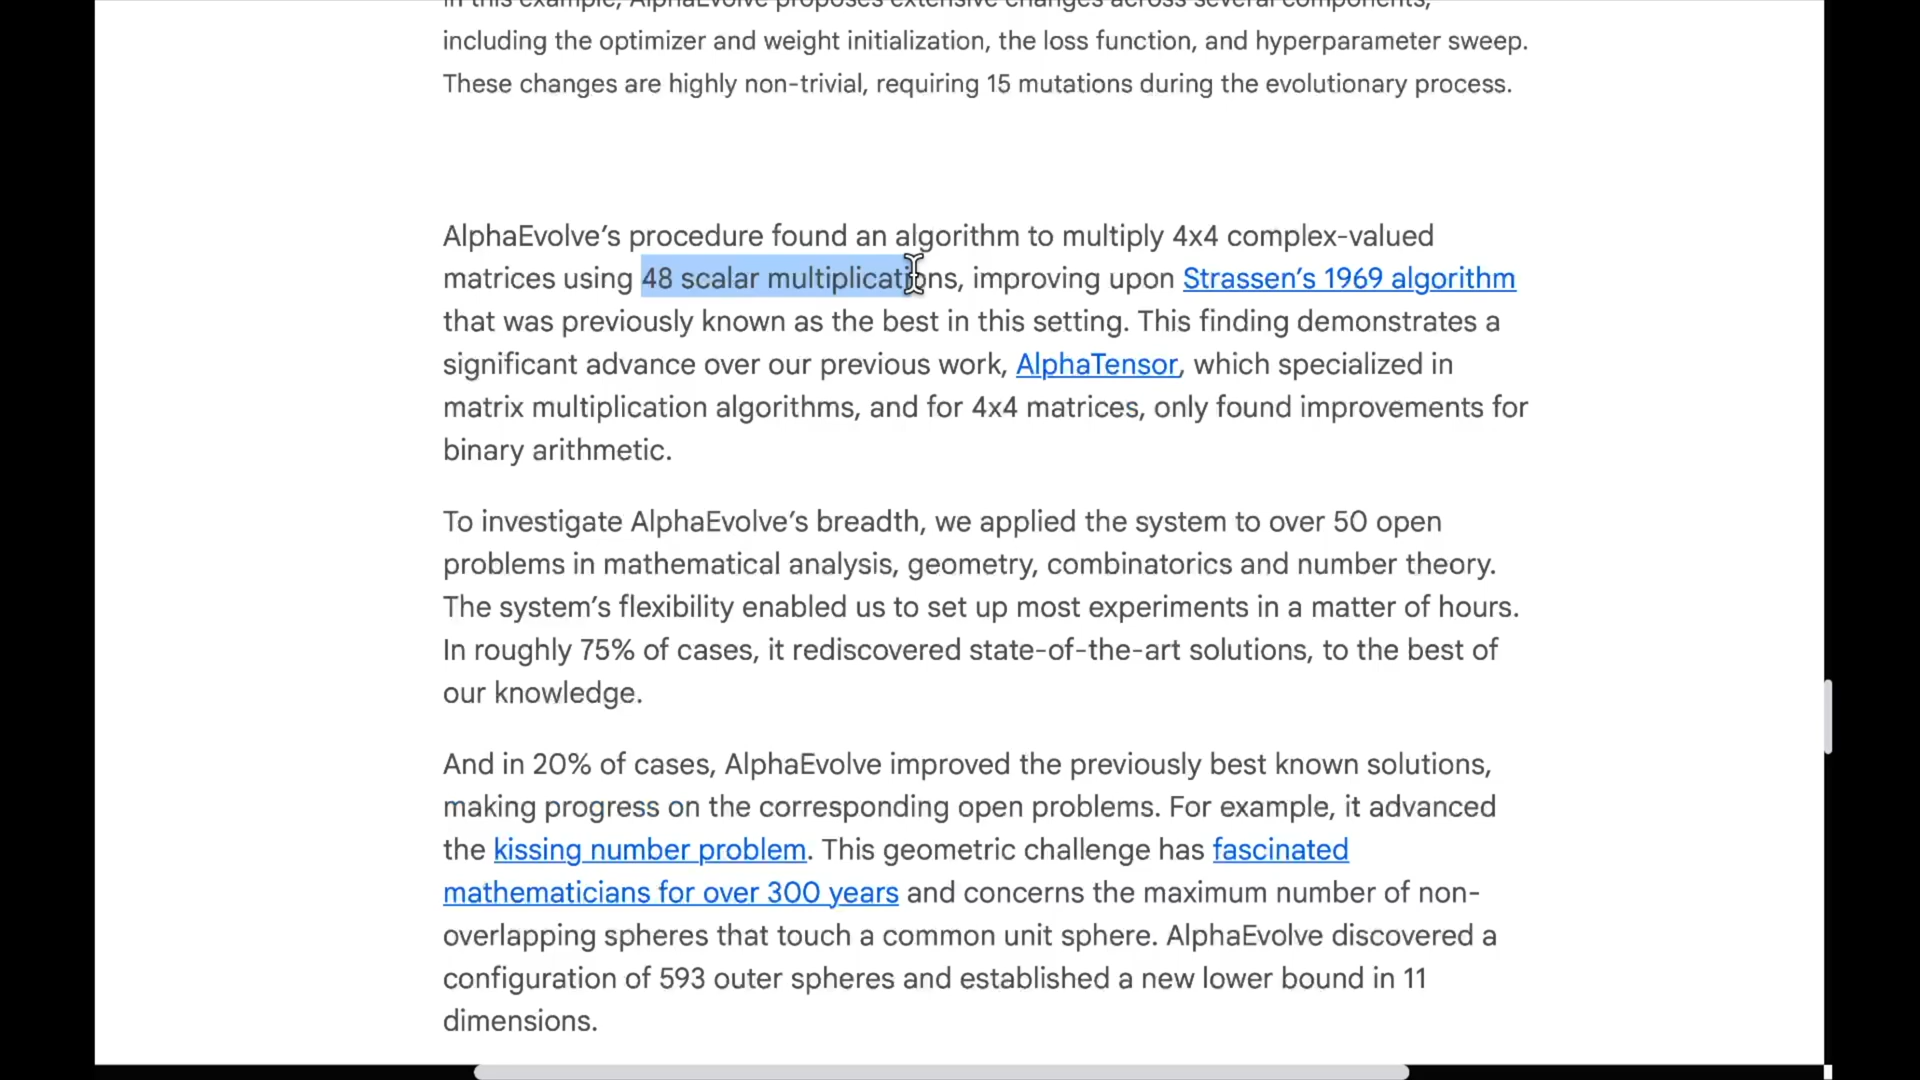 In this example, AlphaEvolve proposes extensive changes across several components,
including the optimizer and weight initialization, the loss function, and hyperparameter sweep.
These changes are highly non-trivial, requiring 15 mutations during the evolutionary process.
AlphaEvolve’s procedure found an algorithm to multiply 4x4 complex-valued
matrices using 48 scalar multiplications, improving upon Strassen’s 1969 algorithm
that was previously known as the best in this setting. This finding demonstrates a
significant advance over our previous work, AlphaTensor, which specialized in
matrix multiplication algorithms, and for 4x4 matrices, only found improvements for
binary arithmetic.
To investigate AlphaEvolve’s breadth, we applied the system to over 50 open
problems in mathematical analysis, geometry, combinatorics and number theory.
The system’s flexibility enabled us to set up most experiments in a matter of hours.
In roughly 75% of cases, it rediscovered state-of-the-art solutions, to the best of
our knowledge.
And in 20% of cases, AlphaEvolve improved the previously best known solutions,
making progress on the corresponding open problems. For example, it advanced
the kissing number problem. This geometric challenge has fascinated
mathematicians for over 300 years and concerns the maximum number of non-
overlapping spheres that touch a common unit sphere. AlphaEvolve discovered a
configuration of 593 outer spheres and established a new lower bound in 11
dimensions.